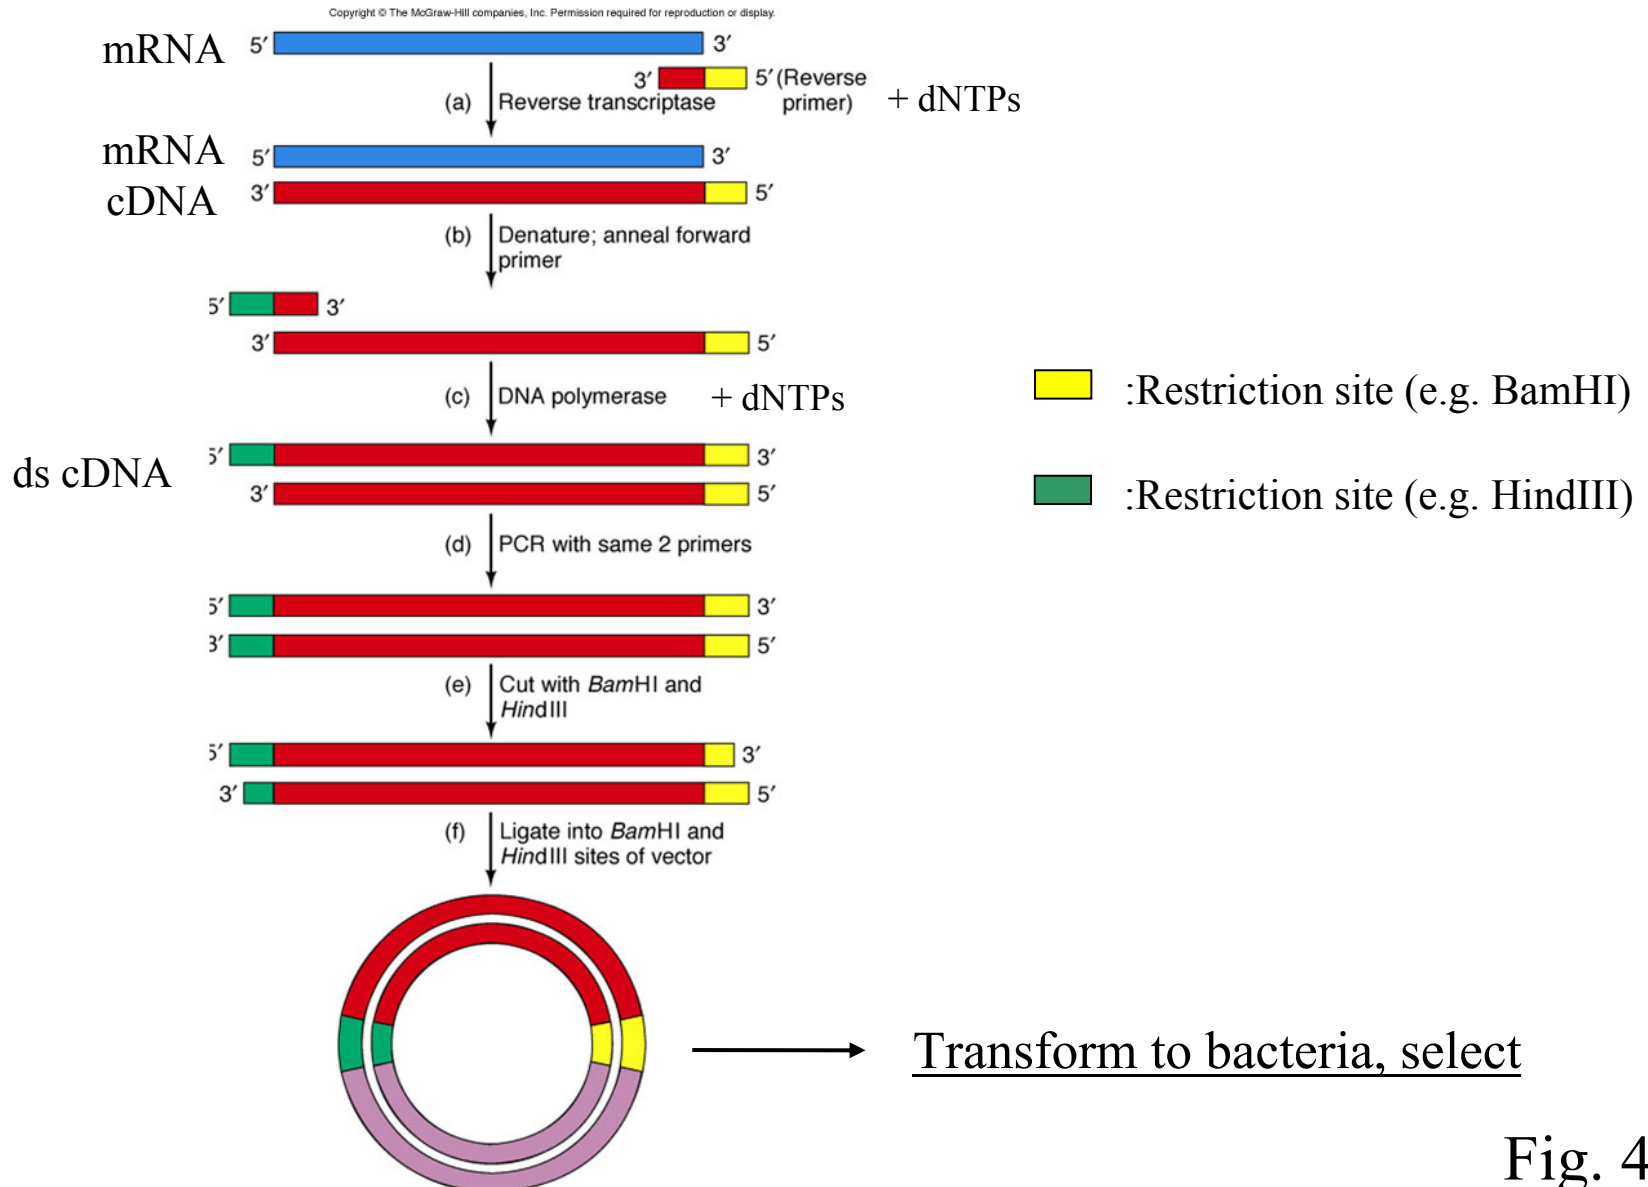 Copyright © The McGraw-Hill companies, Inc. Permission required for reproduction or display.
mRNA 5′ 3′
3′ 5′ (Reverse
(a) Reverse transcriptase primer) + dNTPs
mRNA 5′ 3′
cDNA 3′ 5′
(b) Denature; anneal forward
primer
5′ 3′
3′ 5′
:Restriction site (e.g. BamHI)
(c) DNA polymerase + dNTPs
5′ 3′
ds cDNA
3′ 5′
:Restriction site (e.g. HindIII)
(d) PCR with same 2 primers
5′ 3′
3′ 5′
(e) Cut with BamHI and
HindIII
5′ 3′
3′ 5′
(f) Ligate into BamHI and
HindIII sites of vector
Transform to bacteria, select
Fig. 4